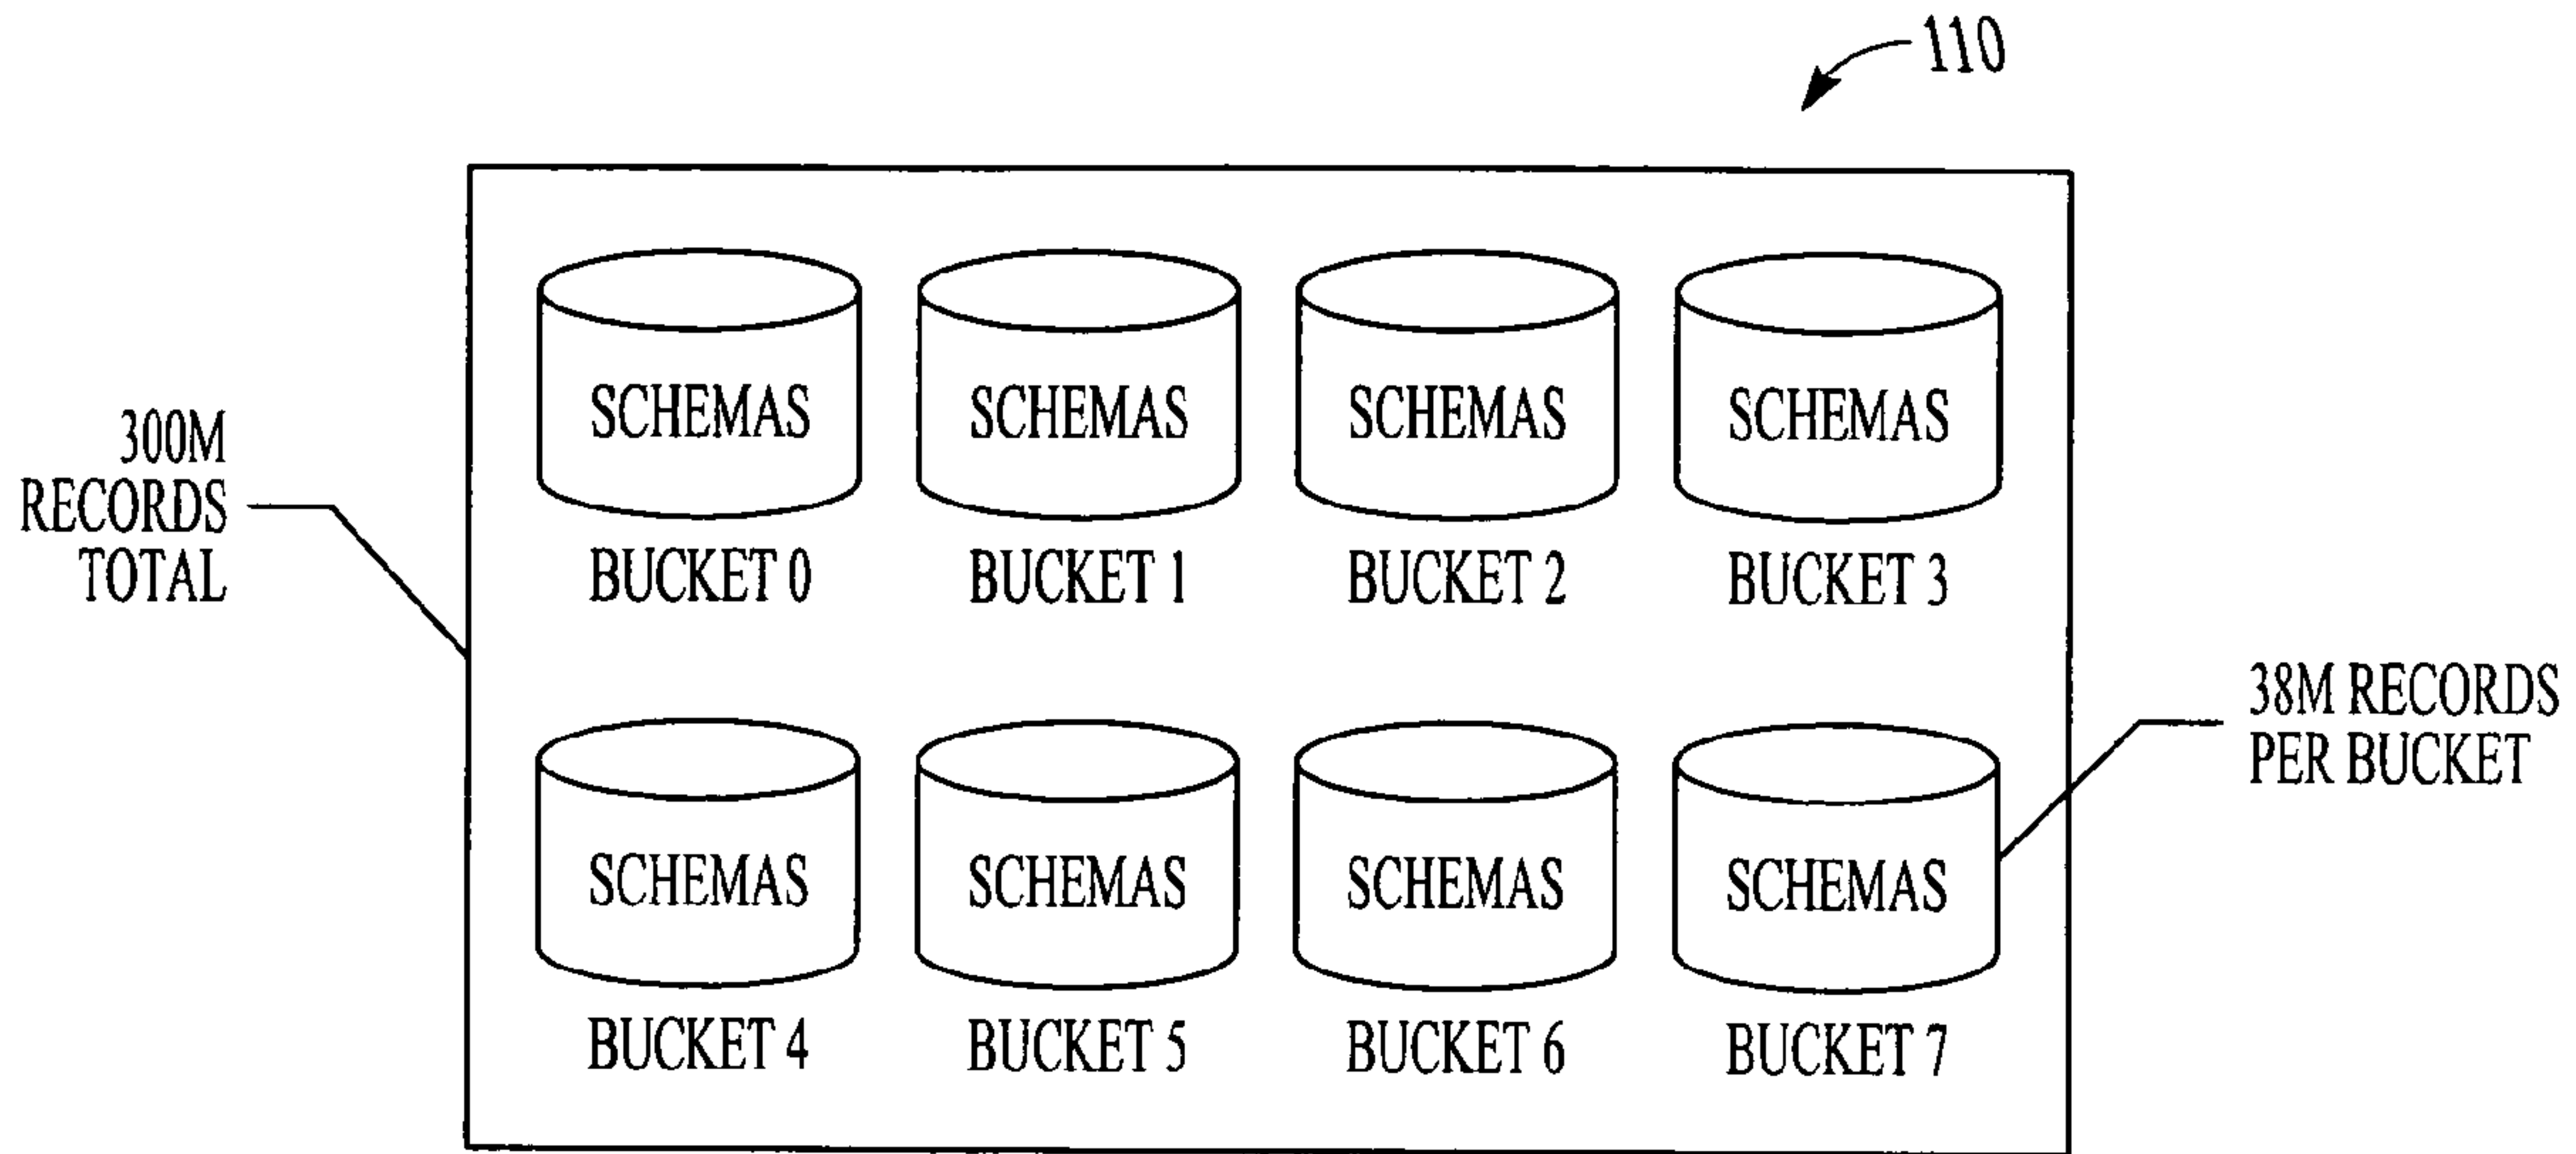 110
300M
RECORDS
TOTAL
SCHEMAS
SCHEMAS
SCHEMAS
SCHEMAS
BUCKET 0
BUCKET 1
BUCKET 2
BUCKET 3
38M RECORDS
PER BUCKET
SCHEMAS
SCHEMAS
SCHEMAS
SCHEMAS
BUCKET 4
BUCKET 5
BUCKET 6
BUCKET 7